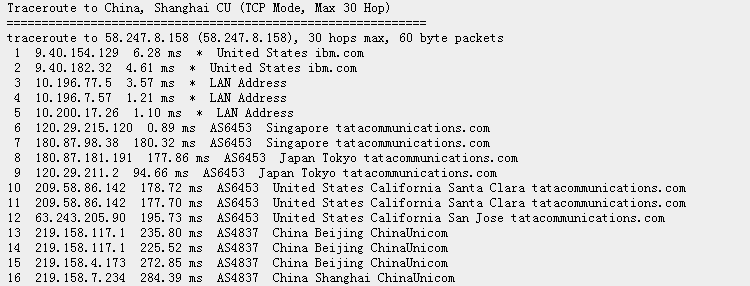 Traceroute to China, Shanghai CU (TCP Mode, Max 30 Hop)
============================================================
traceroute to 58.247.8.158 (58.247.8.158), 30 hops max, 60 byte packets
1 9.40.154.129 6.28 ms * United States ibm.com
2 9.40.182.32 4.61 ms * United States ibm.com
3 10.196.77.5 3.57 ms * LAN Address
4 10.196.7.57 1.21 ms * LAN Address
5 10.200.17.26 1.10 ms * LAN Address
6 120.29.215.120 0.89 ms AS6453 Singapore tatacommunications.com
7 180.87.98.38 180.32 ms AS6453 Singapore tatacommunications.com
8 180.87.181.191 177.86 ms AS6453 Japan Tokyo tatacommunications.com
9 120.29.211.2 94.66 ms AS6453 Japan Tokyo tatacommunications.com
10 209.58.86.142 178.72 ms AS6453 United States California Santa Clara tatacommunications.com
11 209.58.86.142 177.70 ms AS6453 United States California Santa Clara tatacommunications.com
12 63.243.205.90 195.73 ms AS6453 United States California San Jose tatacommunications.com
13 219.158.117.1 235.80 ms AS4837 China Beijing ChinaUnicom
14 219.158.117.1 225.52 ms AS4837 China Beijing ChinaUnicom
15 219.158.4.173 272.85 ms AS4837 China Beijing ChinaUnicom
16 219.158.7.234 284.39 ms AS4837 China Shanghai ChinaUnicom